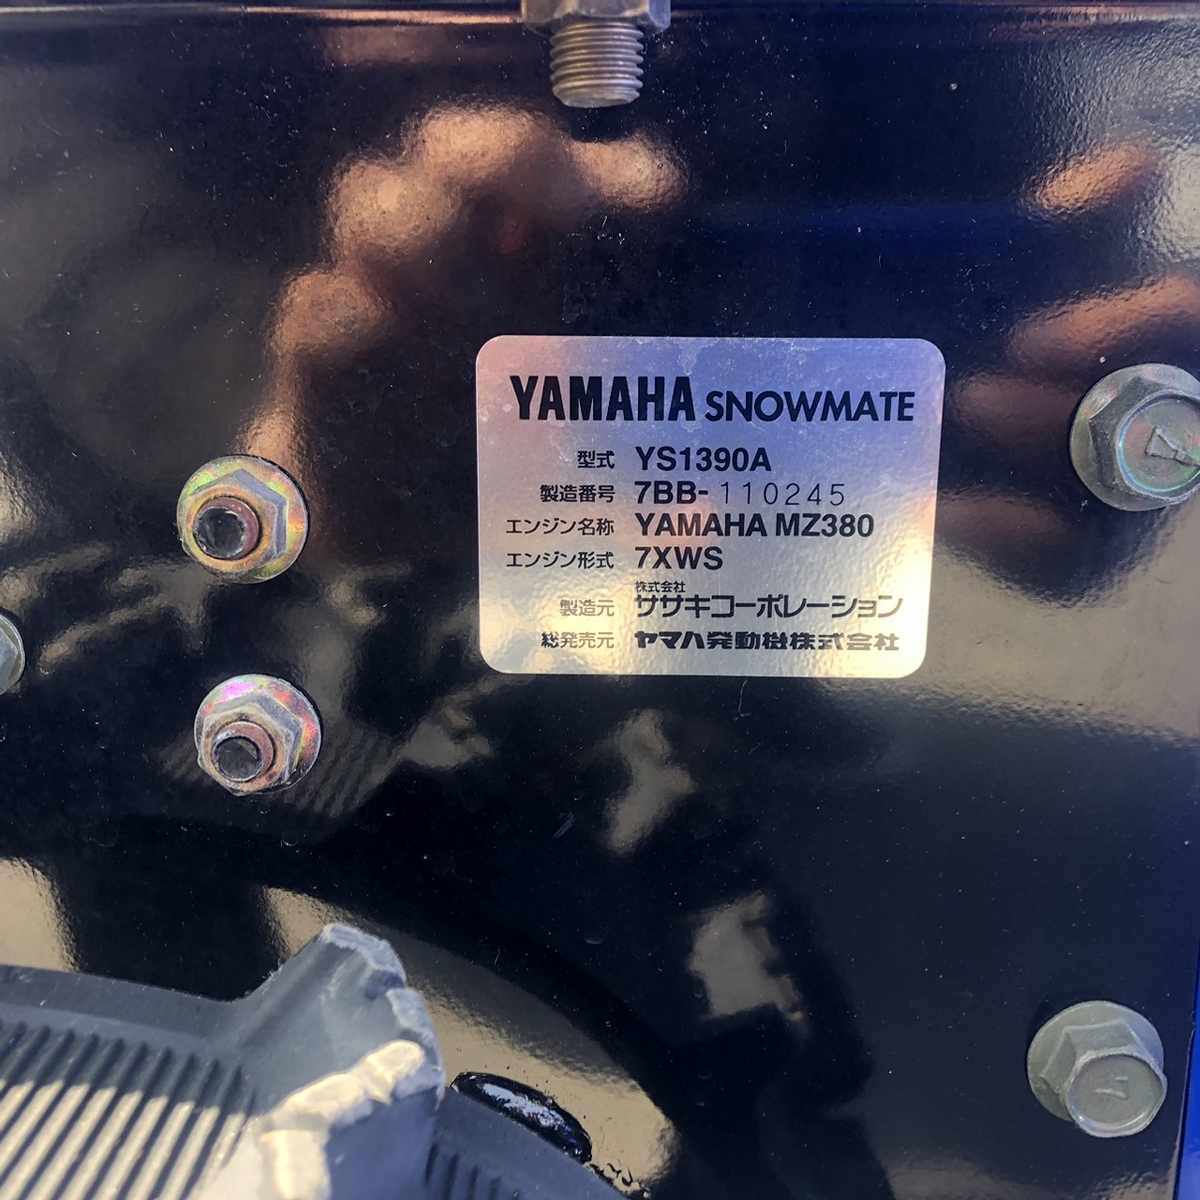 YAMAHA SNOWMATE
型式 YS1390A
製造番号 7BB-110245
エンジン名称 YAMAHA MZ380
エンジン形式 7XWS
株式会社
製造元 ササキコーポレーション
総発売元 ヤマハ発動機株式会社
7